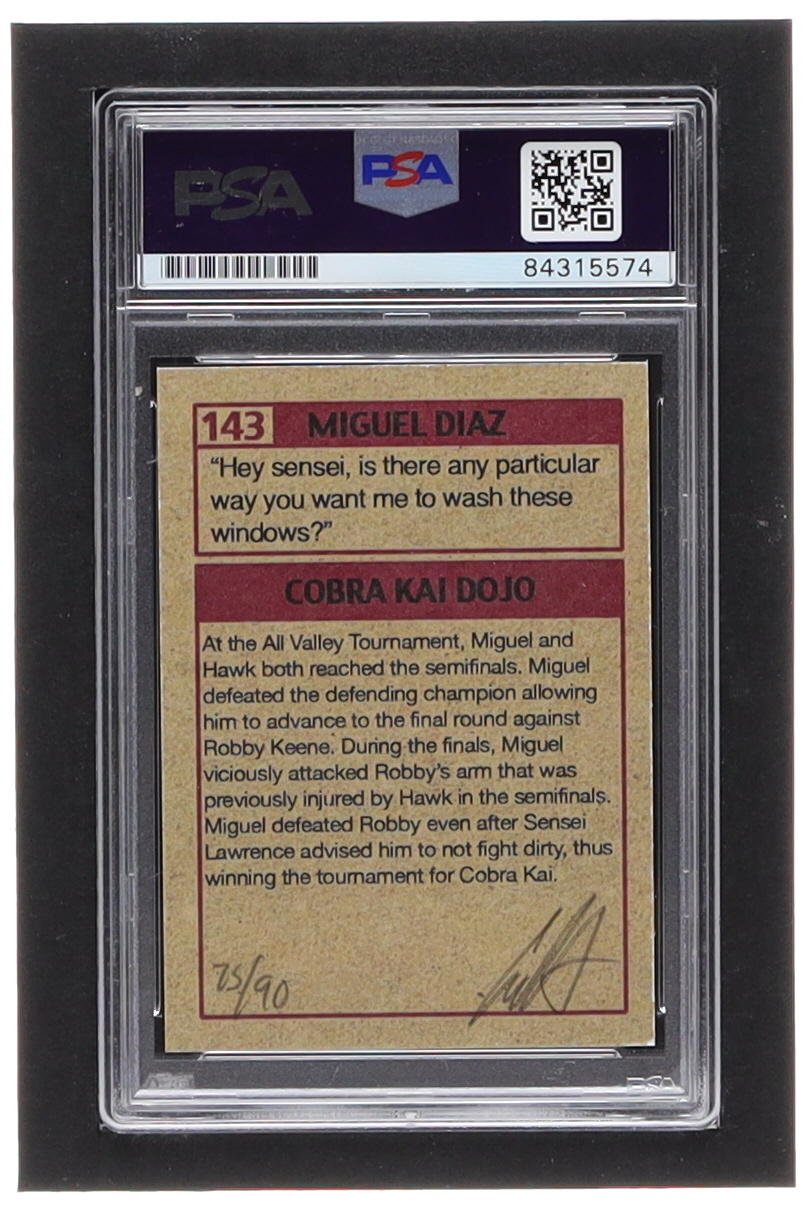 PSA
PSA
84315574
143 MIGUEL DIAZ
“Hey sensei, is there any particular
way you want me to wash these
windows?”
COBRA KAI DOJO
At the All Valley Tournament, Miguel and
Hawk both reached the semifinals. Miguel
defeated the defending champion allowing
him to advance to the final round against
Robby Keene. During the finals, Miguel
viciously attacked Robby’s arm that was
previously injured by Hawk in the semifinals.
Miguel defeated Robby even after Sensei
Lawrence advised him to not fight dirty, thus
winning the tournament for Cobra Kai.
75/90
PSA